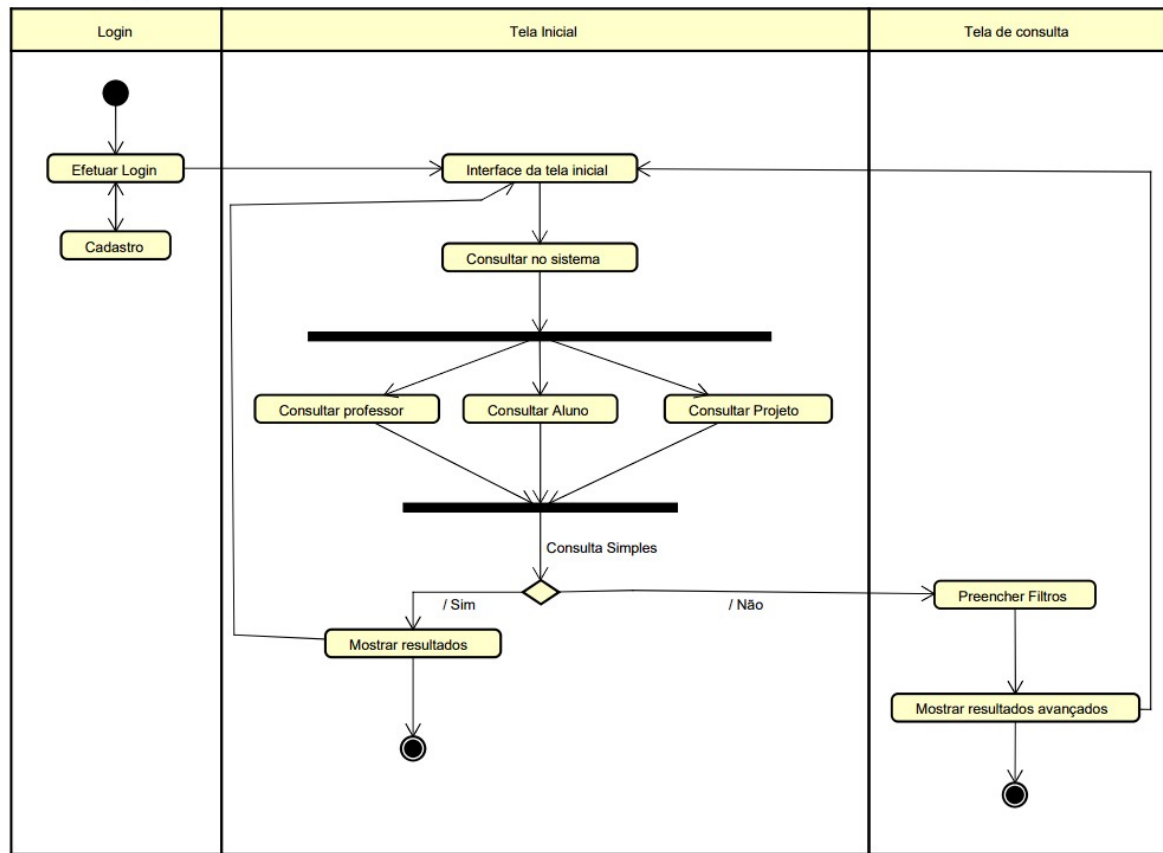 Login
Tela Inicial
Tela de consulta
Efetuar Login
Interface da tela inicial
Cadastro
Consultar no sistema
Consultar professor
Consultar Aluno
Consultar Projeto
Consulta Simples
/ Sim
/ Não
Preencher Filtros
Mostrar resultados
Mostrar resultados avançados